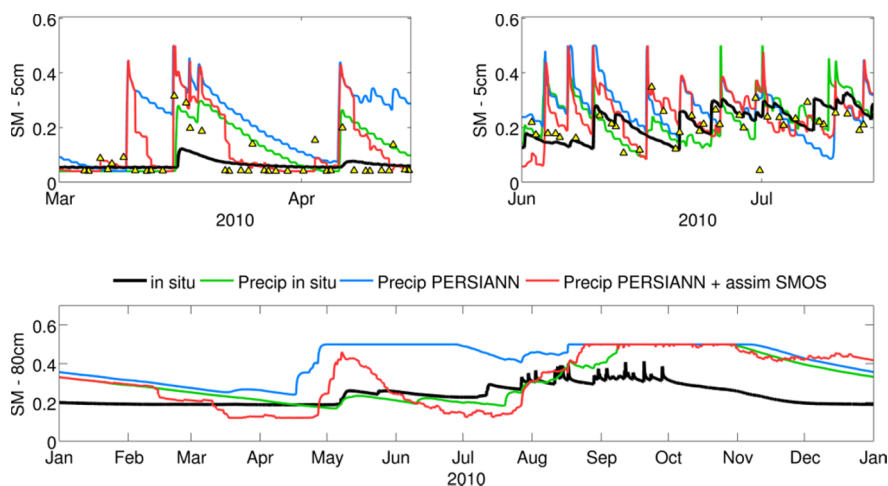 0.6
0.4
0.2
0
SM - 5cm
Mar
Apr
2010
0.6
0.4
0.2
0
SM - 5cm
Jun
Jul
2010
in situ Precip in situ Precip PERSIANN Precip PERSIANN + assim SMOS
0.6
0.4
0.2
0
SM - 80cm
Jan Feb Mar Apr May Jun Jul Aug Sep Oct Nov Dec Jan
2010